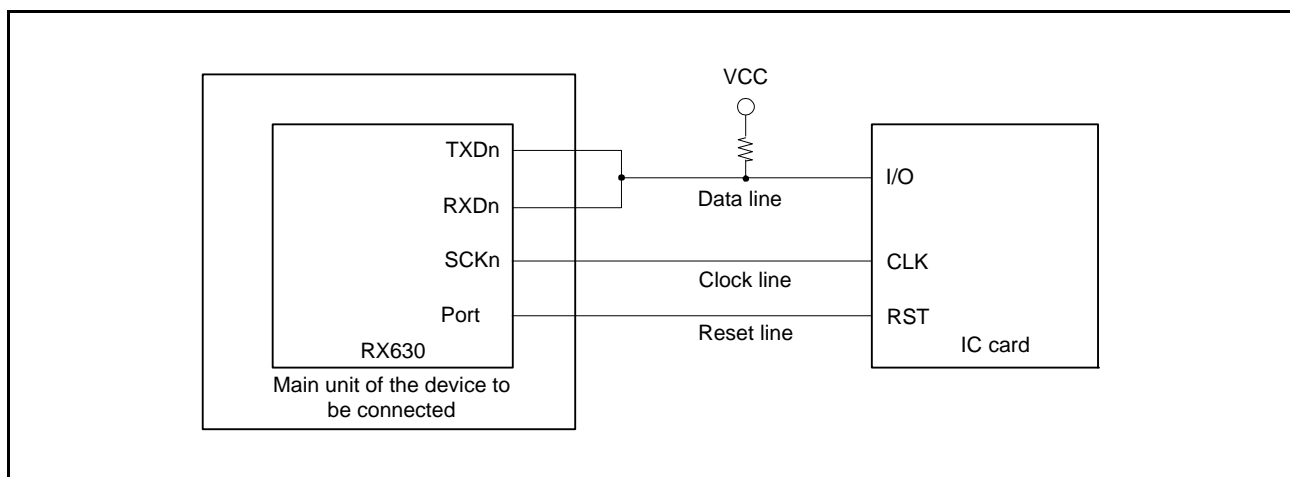 VCC
TXDn
I/O
Data line
RXDn
SCKn
CLK
Clock line
Port
RST
Reset line
RX630
IC card
Main unit of the device to
be connected